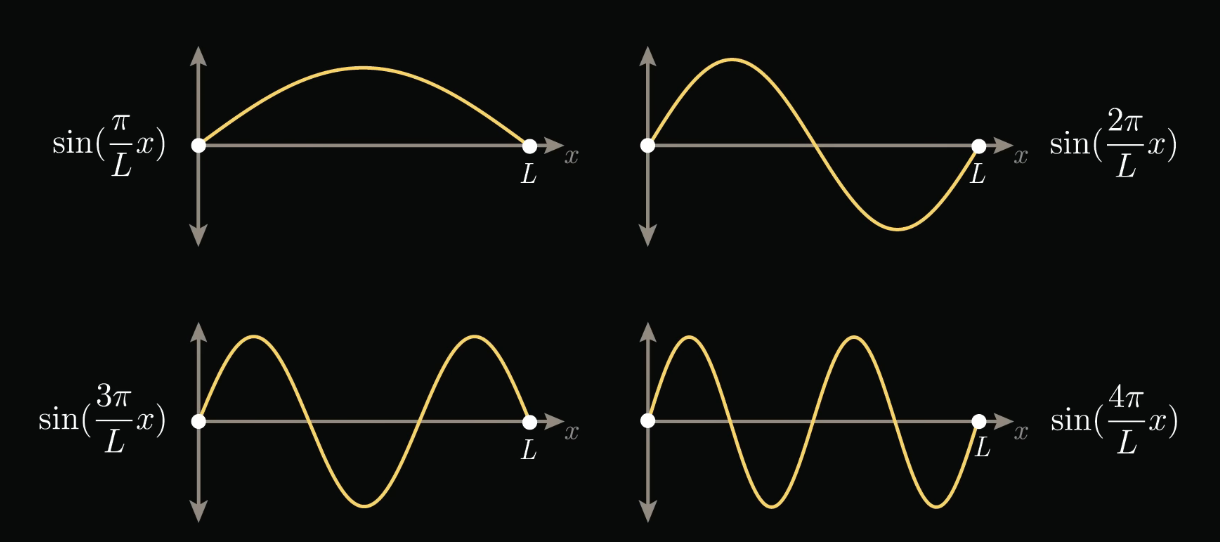 sin(π/L x)
L
x
sin(2π/L x)
L
x
sin(3π/L x)
L
x
sin(4π/L x)
L
x